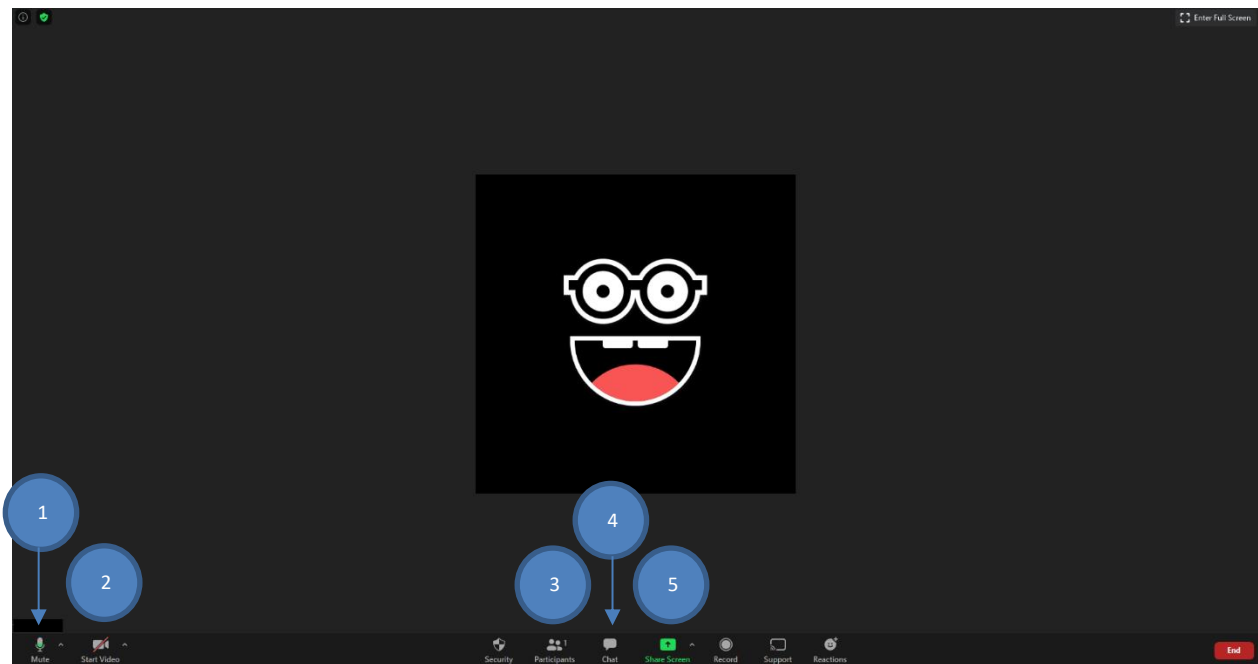 Enter Full Screen
1
4
2
3
5
1
Mute
Start Video
Security
Participants
Chat
Share Screen
Record
Support
Reactions
End